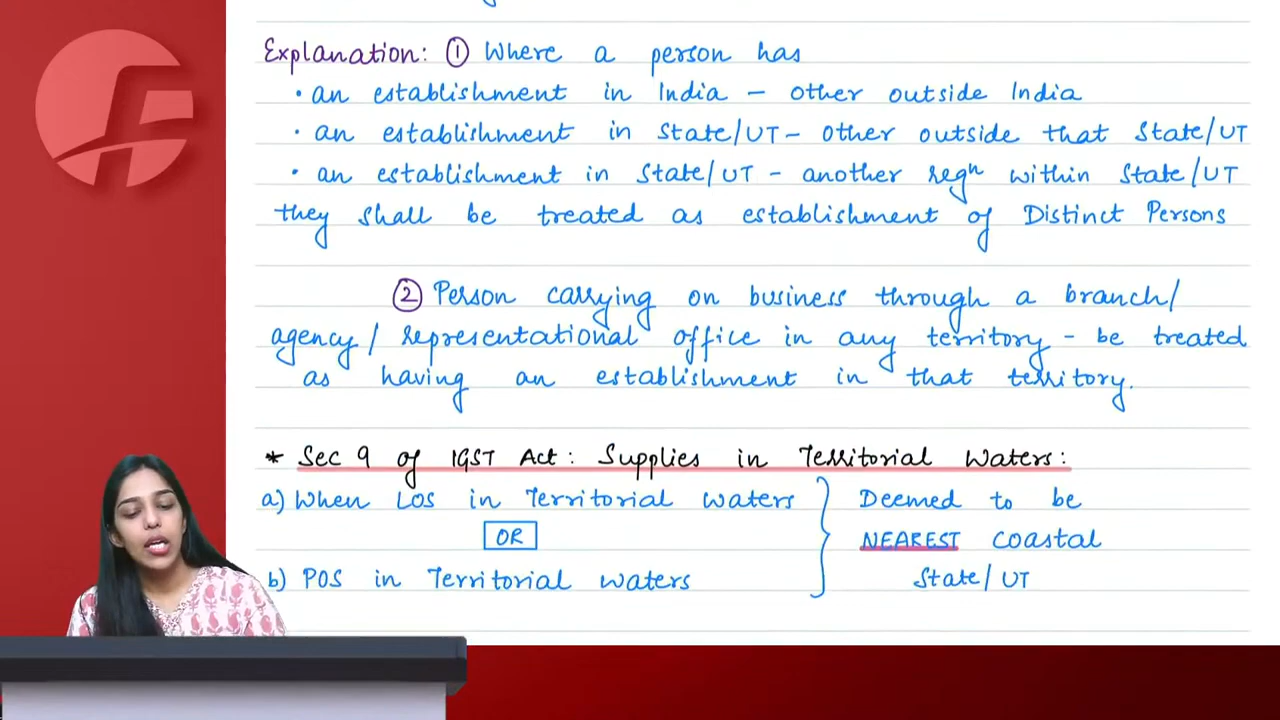 Explanation: ① Where a person has
• an establishment in India – other outside India
• an establishment in State/UT – other outside that State/UT
• an establishment in State/UT – another regⁿ within State/UT
they shall be treated as establishment of Distinct Persons
② Person carrying on business through a branch/
agency/ representational office in any territory – be treated
as having an establishment in that territory.
* Sec 9 of IGST Act: Supplies in Territorial Waters:
a) When LOS in Territorial waters
OR
b) POS in Territorial waters
Deemed to be
NEAREST coastal
State/UT